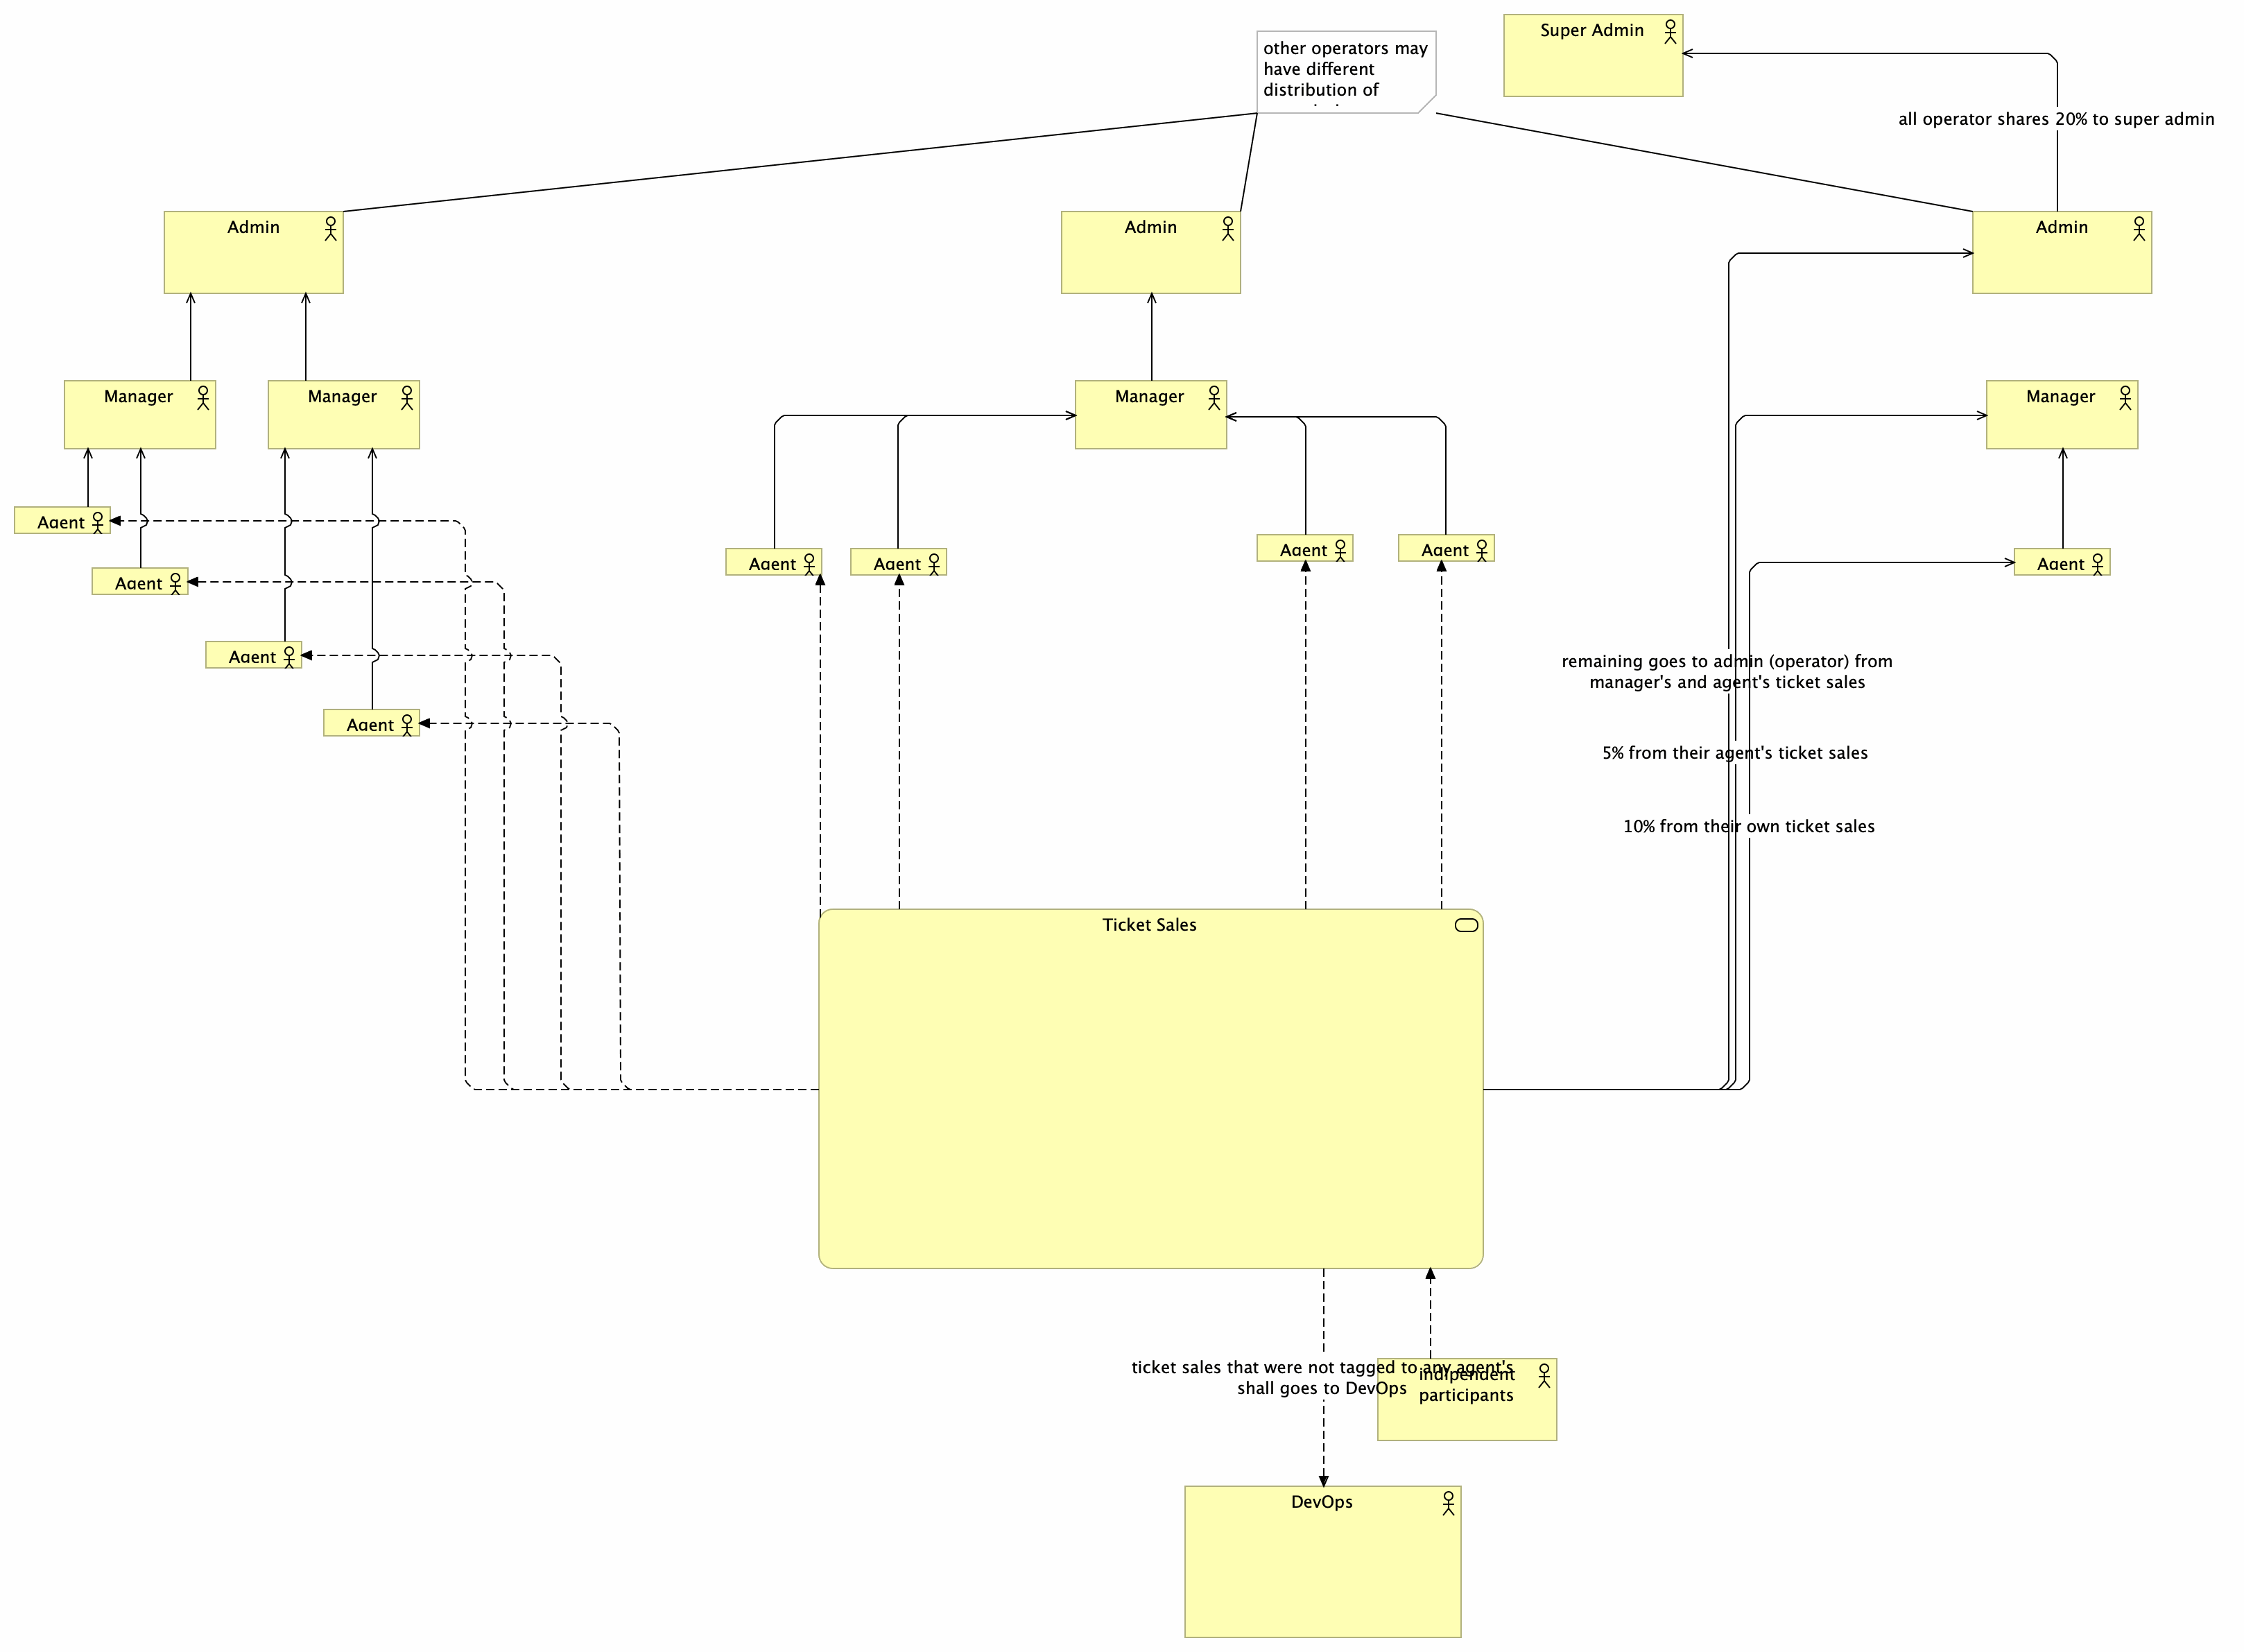 Super Admin
other operators may
have different
distribution of
all operator shares 20% to super admin
Admin
Admin
Admin
Manager
Manager
Manager
Manager
Agent
Agent
Agent
Agent
Agent
Agent
Agent
Agent
Agent
remaining goes to admin (operator) from
manager's and agent's ticket sales
5% from their agent's ticket sales
10% from their own ticket sales
Ticket Sales
ticket sales that were not tagged to any agent's
shall goes to DevOps
indipendent
participants
DevOps